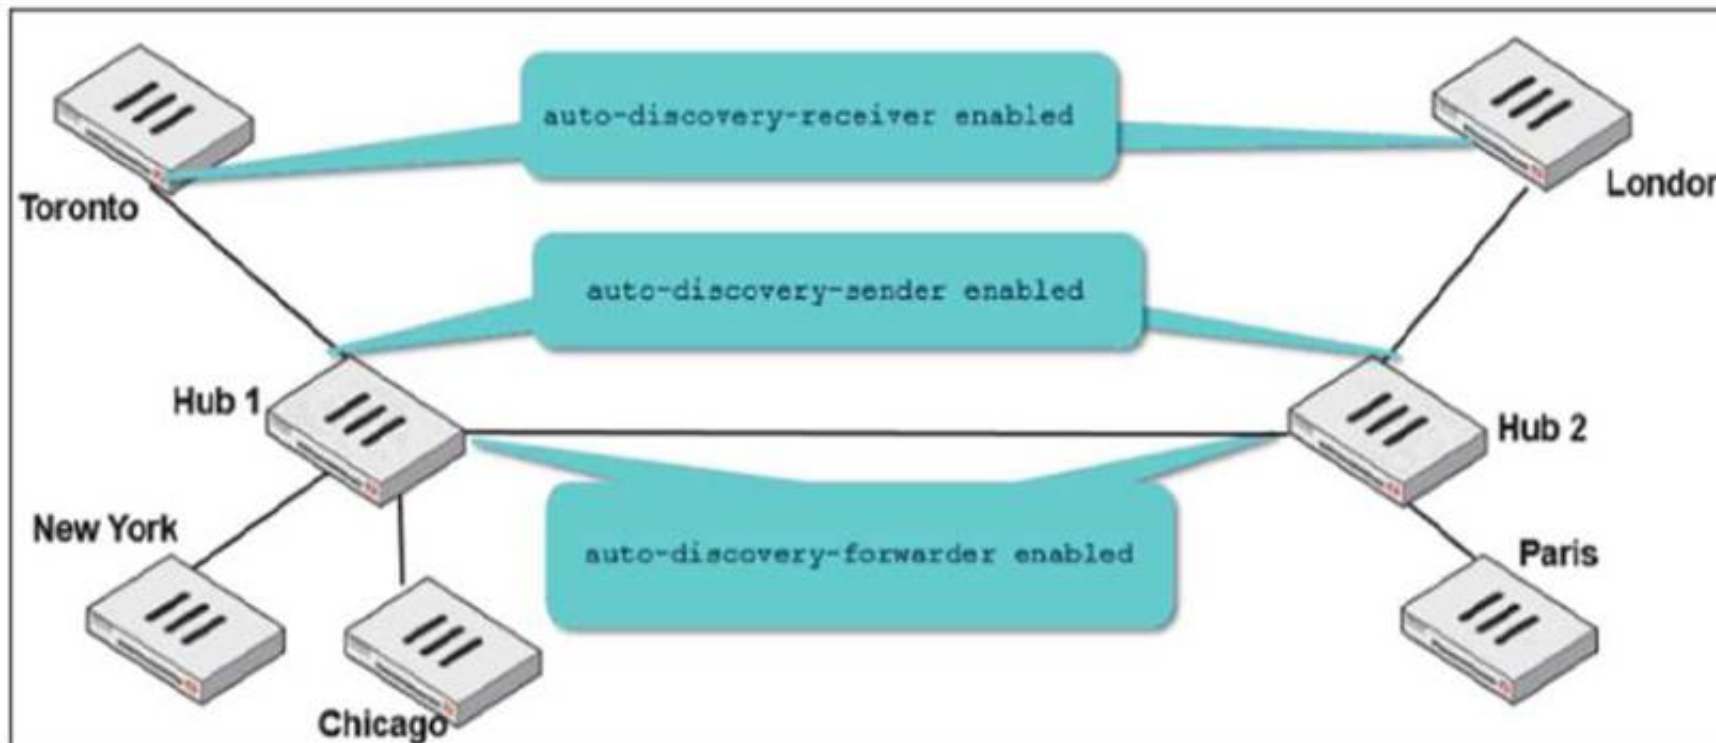 auto-discovery-receiver enabled
Toronto
London
auto-discovery-sender enabled
Hub 1
Hub 2
New York
auto-discovery-forwarder enabled
Paris
Chicago